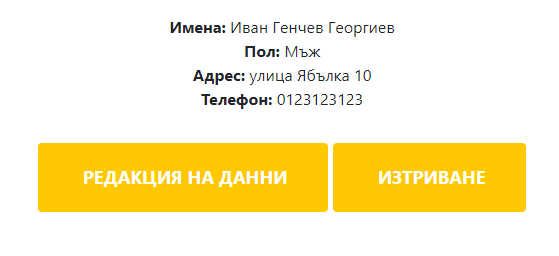 Имена: Иван Генчев Георгиев
Пол: Мъж
Адрес: улица Ябълка 10
Телефон: 0123123123
РЕДАКЦИЯ НА ДАННИ ИЗТРИВАНЕ